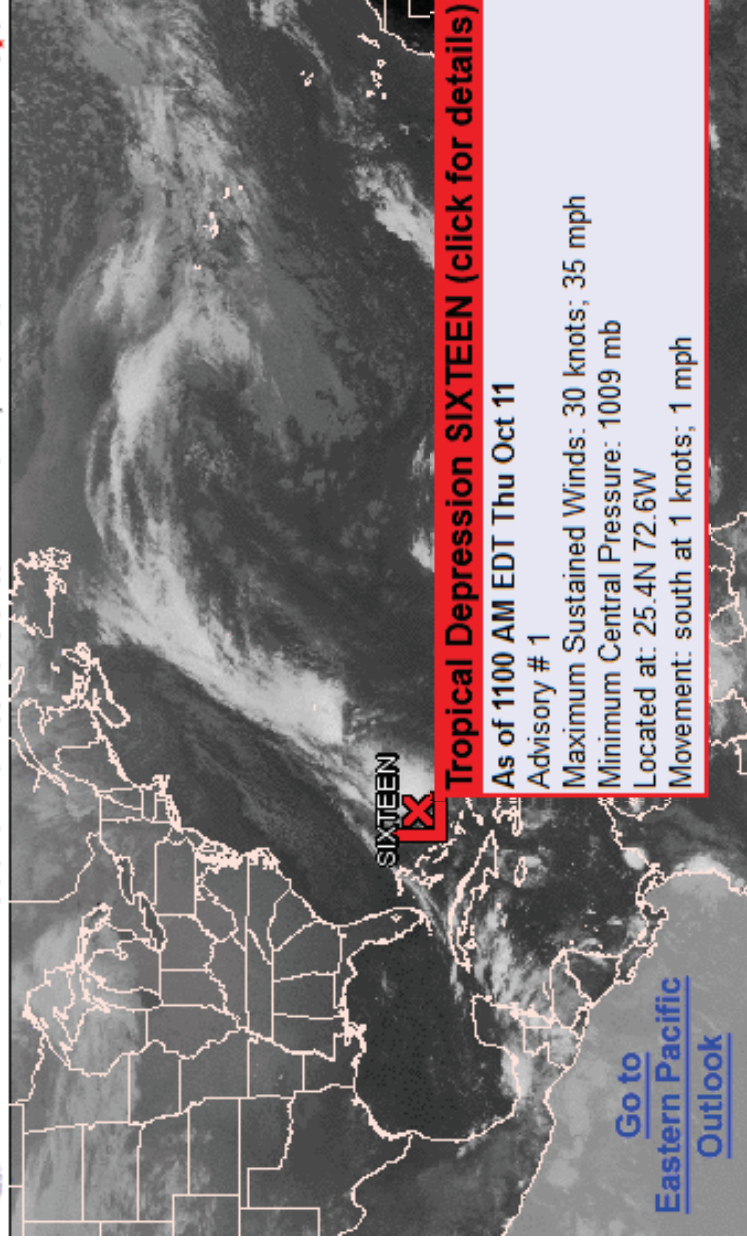 SIXTEEN
Tropical Depression SIXTEEN (click for details)
As of 1100 AM EDT Thu Oct 11
Advisory # 1
Maximum Sustained Winds: 30 knots; 35 mph
Minimum Central Pressure: 1009 mb
Located at: 25.4N 72.6W
Movement: south at 1 knots; 1 mph
Go to
Eastern Pacific
Outlook